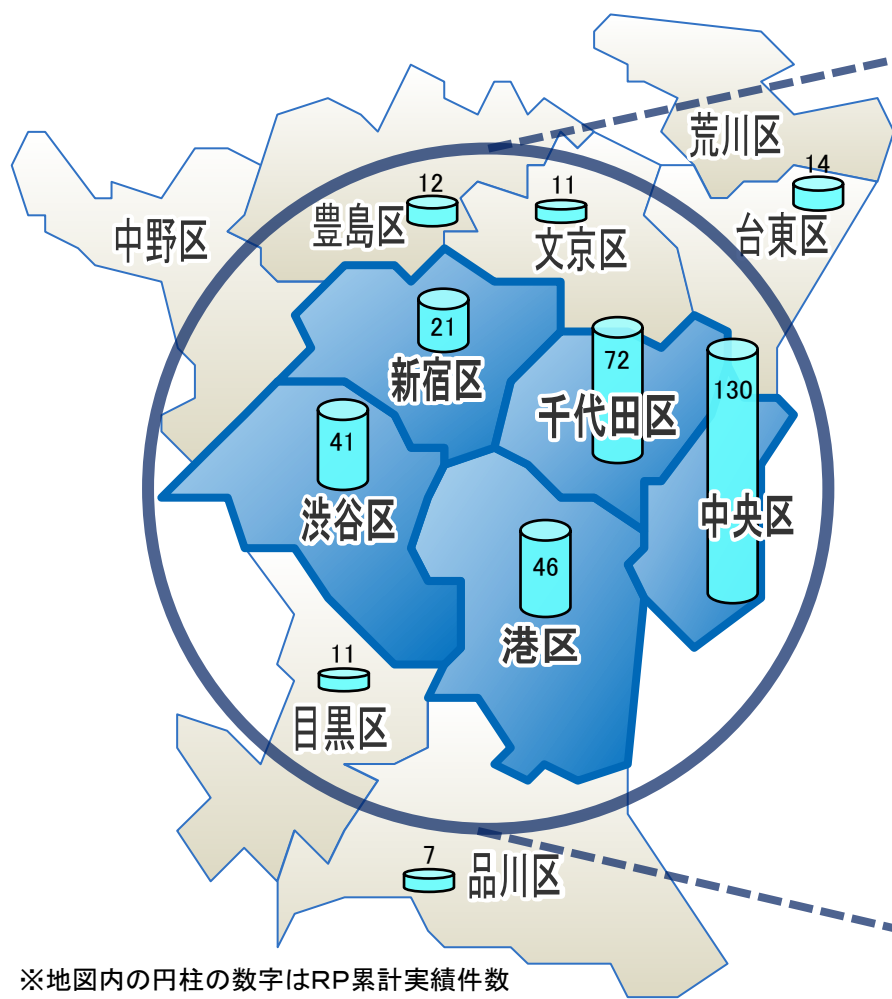 荒川区
14
台東区
12
豊島区
11
文京区
中野区
21
新宿区
72
千代田区
130
中央区
41
渋谷区
46
港区
11
目黒区
7
品川区
※地図内の円柱の数字はRP累計実績件数